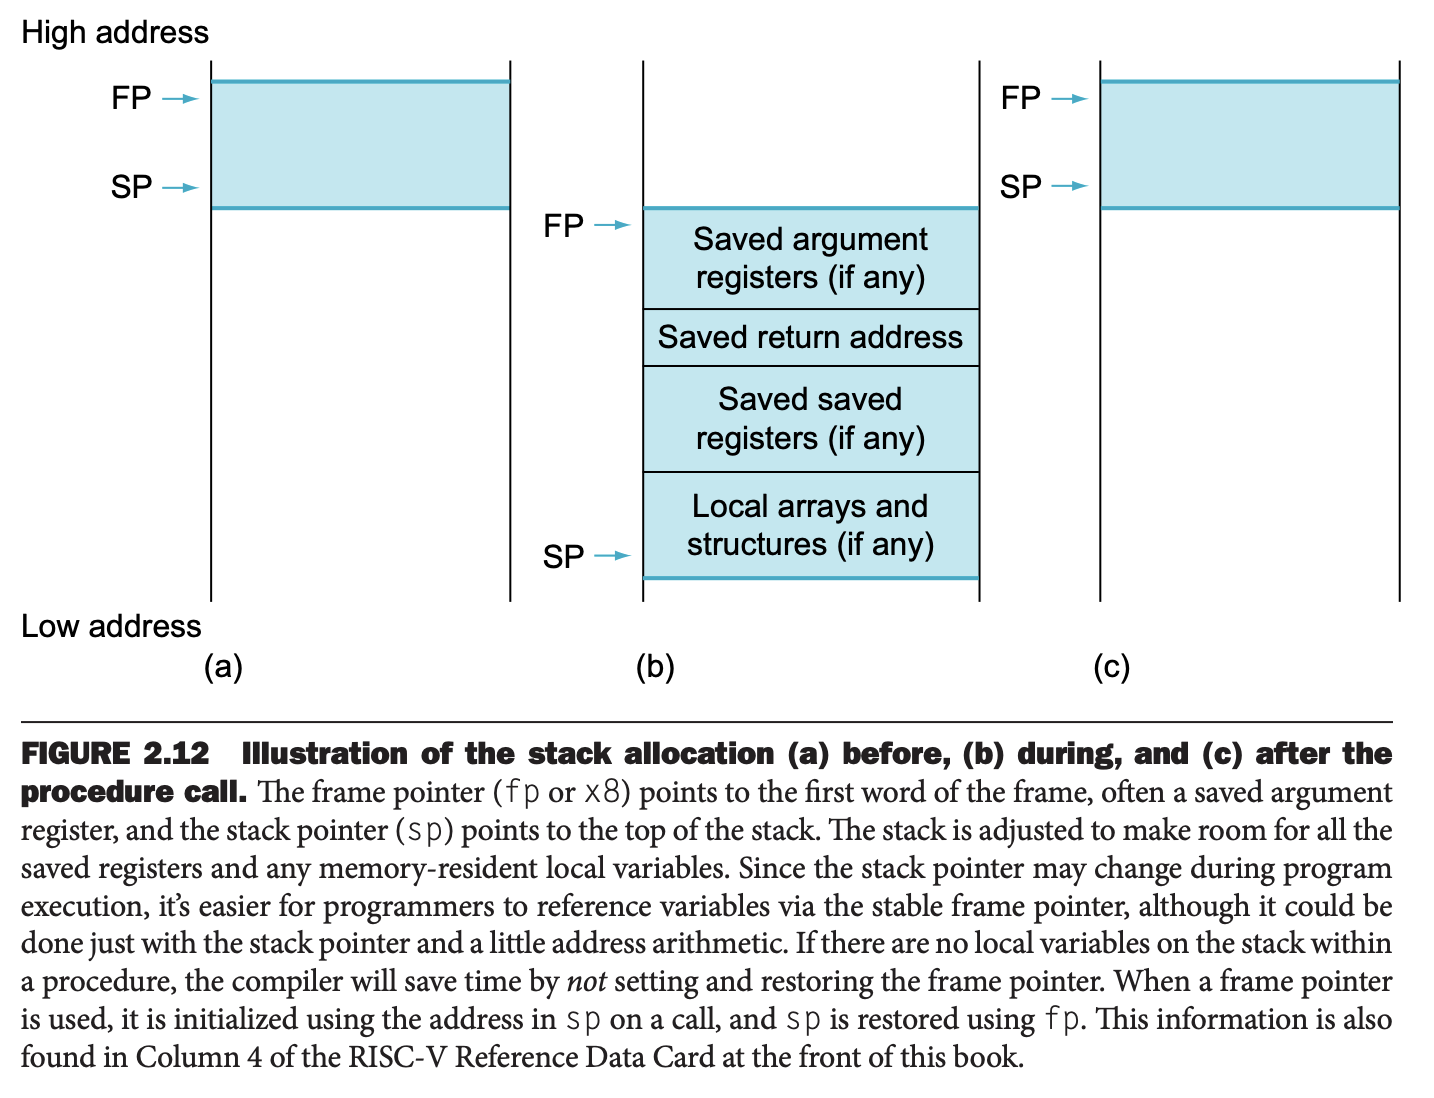 High address
FP
SP
FP
SP
FP
SP
Saved argument
registers (if any)
Saved return address
Saved saved
registers (if any)
Local arrays and
structures (if any)
Low address
(a)
(b)
(c)
FIGURE 2.12 Illustration of the stack allocation (a) before, (b) during, and (c) after the
procedure call. The frame pointer (fp or x8) points to the first word of the frame, often a saved argument
register, and the stack pointer (sp) points to the top of the stack. The stack is adjusted to make room for all the
saved registers and any memory-resident local variables. Since the stack pointer may change during program
execution, it’s easier for programmers to reference variables via the stable frame pointer, although it could be
done just with the stack pointer and a little address arithmetic. If there are no local variables on the stack within
a procedure, the compiler will save time by not setting and restoring the frame pointer. When a frame pointer
is used, it is initialized using the address in sp on a call, and sp is restored using fp. This information is also
found in Column 4 of the RISC-V Reference Data Card at the front of this book.